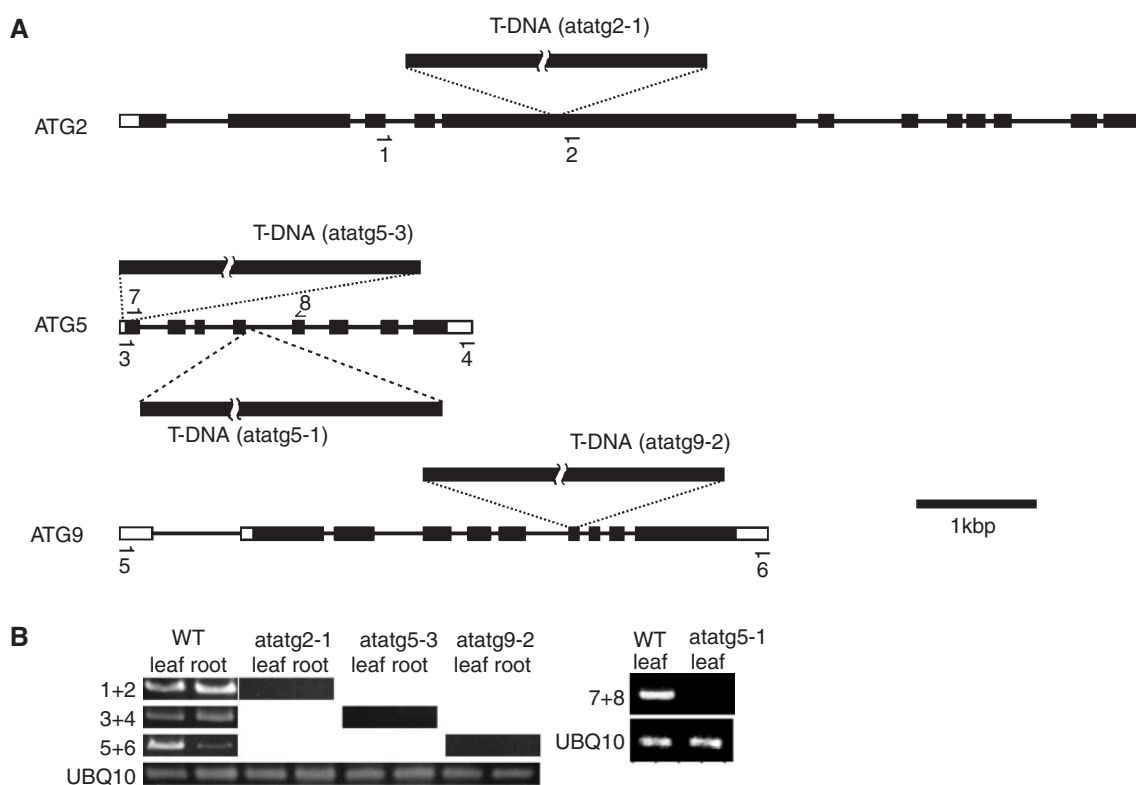 A
T-DNA (atatg2-1)
ATG2
1
2
T-DNA (atatg5-3)
7
8
ATG5
3
4
T-DNA (atatg5-1)
T-DNA (atatg9-2)
ATG9
1kbp
5
6
B
WT atatg2-1 atatg5-3 atatg9-2
leaf root leaf root leaf root leaf root
1+2
3+4
5+6
UBQ10
WT atatg5-1
leaf leaf
7+8
UBQ10